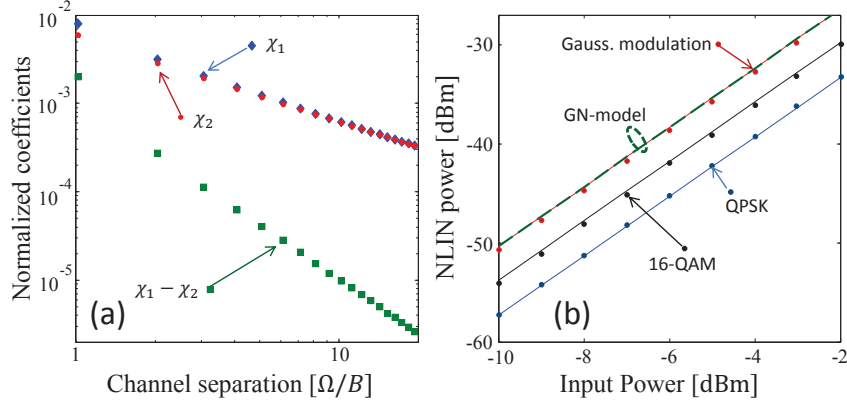 10⁻²
10⁻³
10⁻⁴
10⁻⁵
Normalized coefficients
χ₁
χ₂
χ₁ − χ₂
(a)
1
10
Channel separation [Ω/B]
-30
-40
-50
-60
NLIN power [dBm]
Gauss. modulation
GN-model
QPSK
16-QAM
(b)
-10
-8
-6
-4
-2
Input Power [dBm]